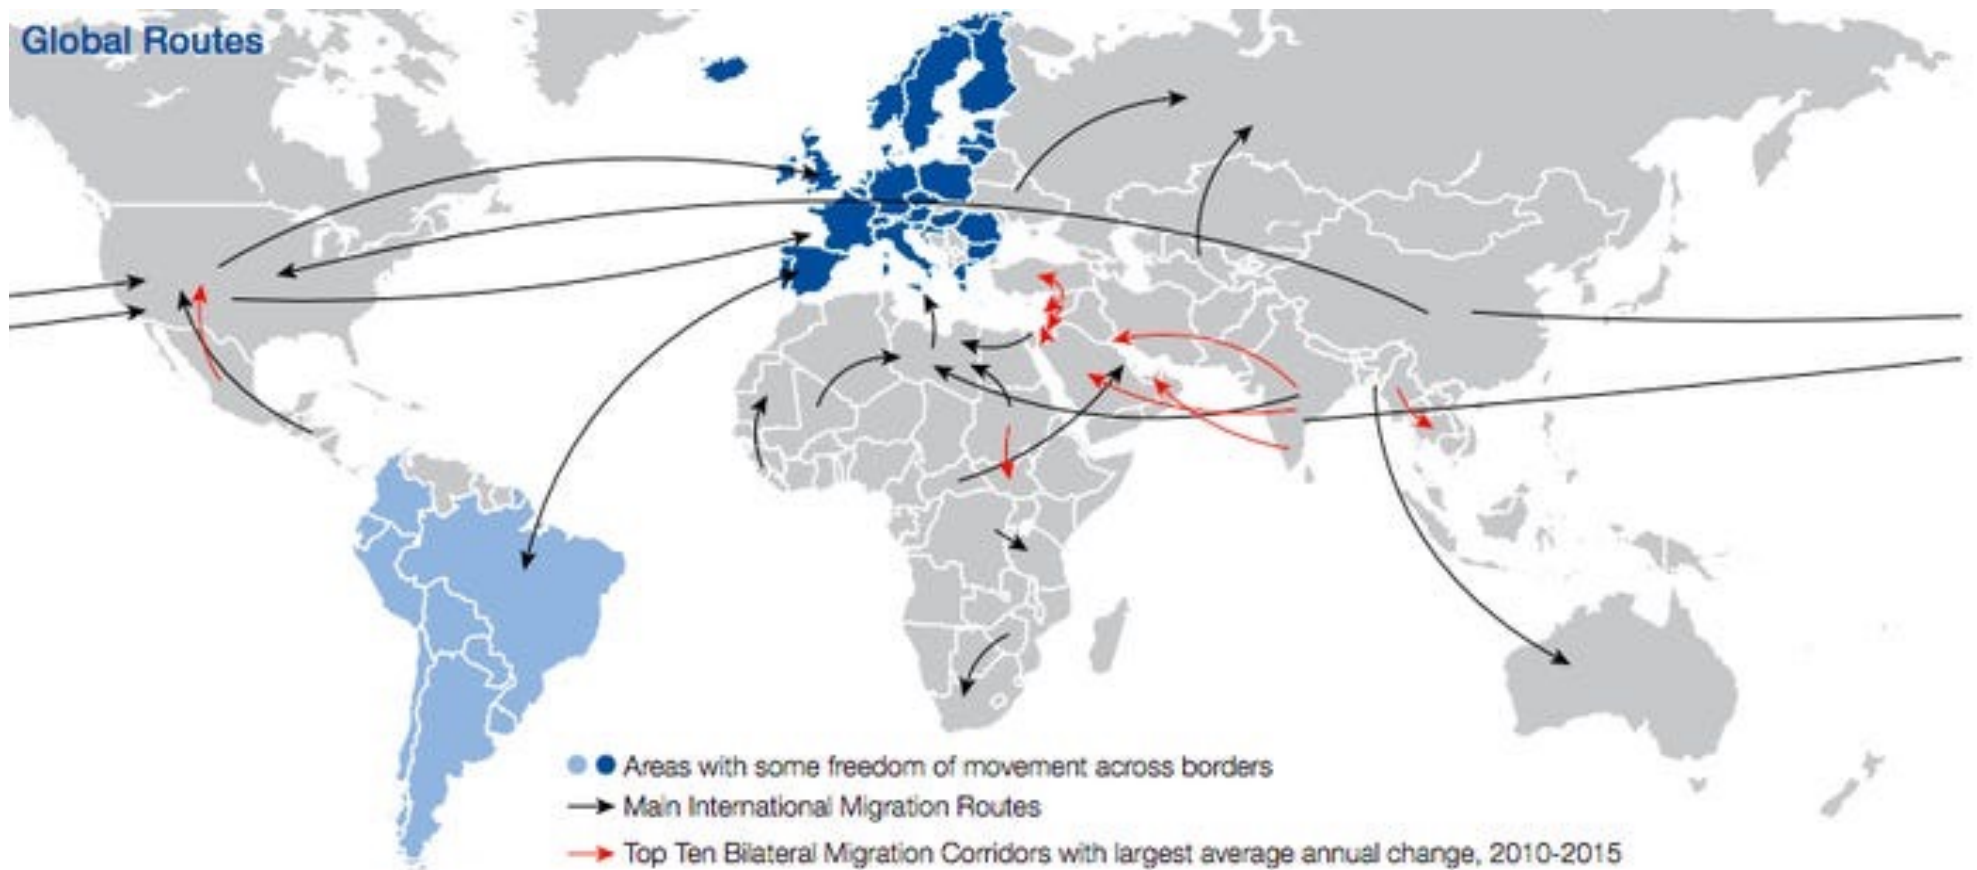 Global Routes
Areas with some freedom of movement across borders
Main International Migration Routes
Top Ten Bilateral Migration Corridors with largest average annual change, 2010-2015